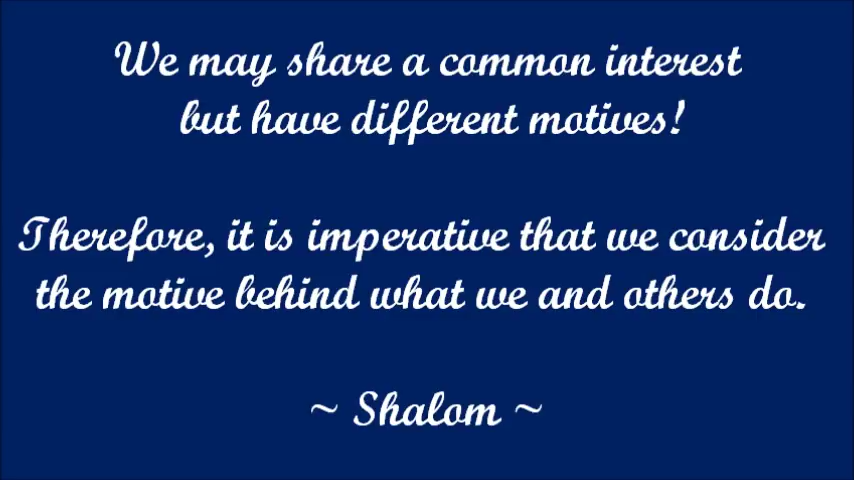 We may share a common interest
but have different motives!
Therefore, it is imperative that we consider
the motive behind what we and others do.
~ Shalom ~